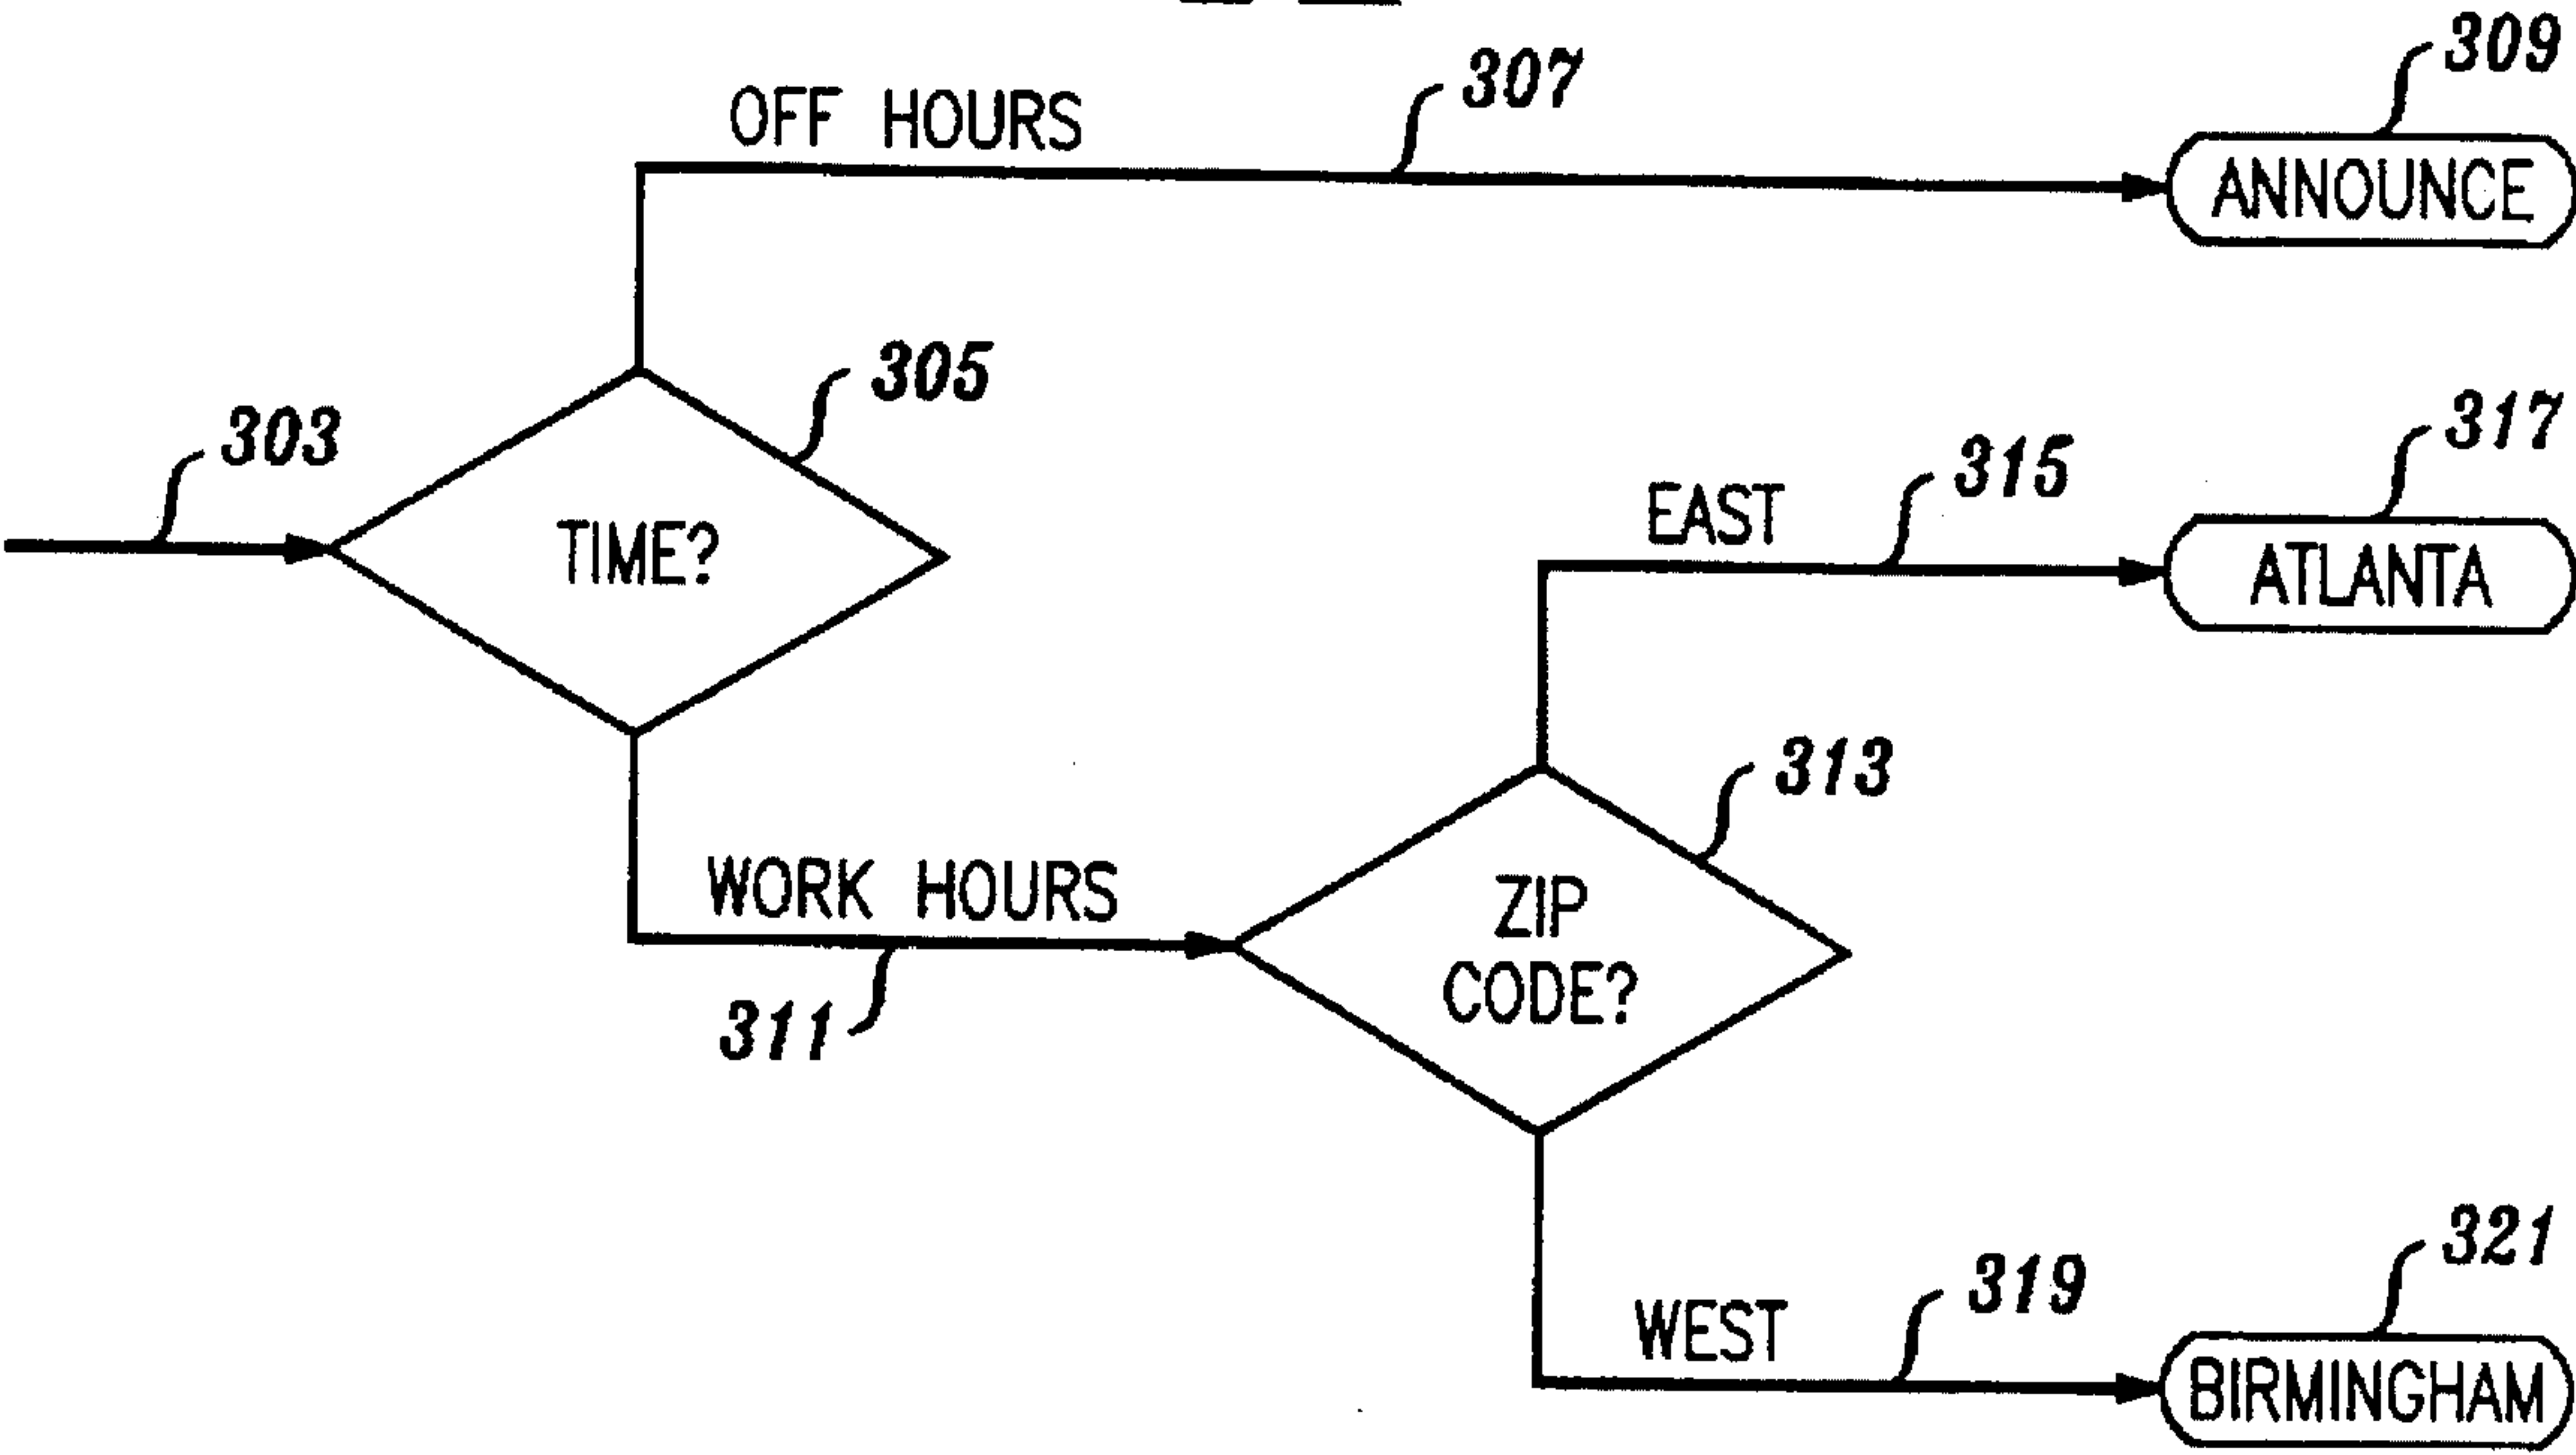 309
307
OFF HOURS
ANNOUNCE
305
303
317
315
EAST
TIME?
ATLANTA
313
WORK HOURS
ZIP
CODE?
311
321
319
WEST
BIRMINGHAM